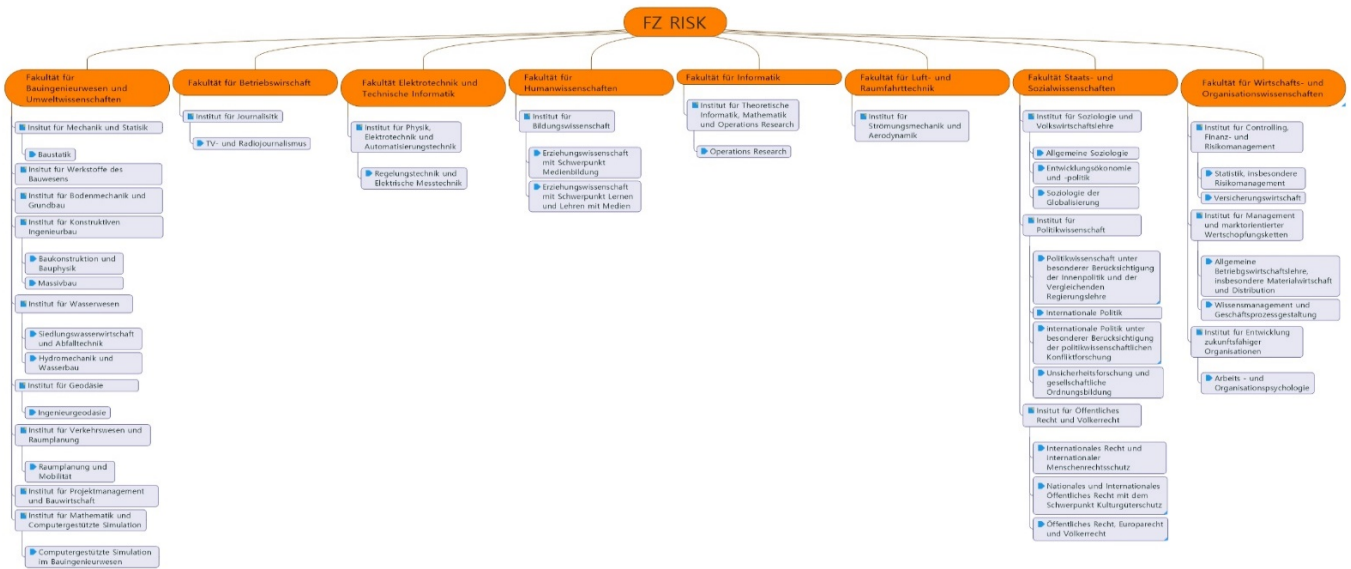 FZ RISK
Fakultät für
Bauingenieurwesen und
Umweltwissenschaften
Insitut für Mechanik und Statisik
Baustatik
Institut für Werkstoffe des
Bauwesens
Institut für Bodenmechanik und
Grundbau
Institut für Konstruktiven
Ingenieurbau
Baukonstruktion und
Bauphysik
Massivbau
Institut für Wasserwesen
Siedlungswasserwirtschaft
und Abfalltechnik
Hydromechanik und
Wasserbau
Institut für Geodäsie
Ingenieurgeodäsie
Institut für Verkehrswesen und
Raumplanung
Raumplanung und
Mobilität
Institut für Projektmanagement
und Bauwirtschaft
Institut für Mathematik und
Computergestützte Simulation
Computergestützte Simulation
im Bauingenieurwesen
Fakultät für Betriebswirschaft
Institut für Journalisitik
TV- und Radiojournalismus
Fakultät Elektrotechnik und
Technische Informatik
Institut für Physik,
Elektrotechnik und
Automatisierungstechnik
Regelungstechnik und
Elektrische Messtechnik
Fakultät für
Humanwissenschaften
Institut für
Bildungswissenschaft
Erziehungswissenschaft
mit Schwerpunkt
Medienbildung
Erziehungswissenschaft
mit Schwerpunkt Lernen
und Lehren mit Medien
Fakultät für Informatik
Institut für Theoretische
Informatik, Mathematik
und Operations Research
Operations Research
Fakultät für Luft- und
Raumfahrttechnik
Institut für
Strömungsmechanik und
Aerodynamik
Fakultät Staats- und
Sozialwissenschaften
Institut für Soziologie und
Volkswirtschaftslehre
Allgemeine Soziologie
Entwicklungsökonomie
und -politik
Soziologie der
Globalisierung
Institut für
Politikwissenschaft
Politikwissenschaft unter
besonderer Berücksichtigung
der Innenpolitik und der
Vergleichenden
Regierungslehre
Internationale Politik
internationale Politik unter
besonderer Berücksichtigung
der politikwissenschaftlichen
Konfliktforschung
Unsicherheitsforschung und
gesellschaftliche
Ordnungsbildung
Insitut für Öffentliches
Recht und Völkerrecht
Internationales Recht und
internationaler
Menschenrechtsschutz
Nationales und Internationales
Öffentliches Recht mit dem
Schwerpunkt Kulturgüterschutz
Öffentliches Recht, Europarecht
und Völkerrecht
Fakultät für Wirtschafts- und
Organisationswissenschaften
Institut für Controlling,
Finanz- und
Risikomanagement
Statistik, insbesondere
Risikomanagement
Versicherungswirtschaft
Institut für Management
und marktorientierter
Wertschöpfungsketten
Allgemeine
Betriebgswirtschaftslehre,
insbesondere Materialwirtschaft
und Distribution
Wissensmanagement und
Geschäftsprozessgestaltung
Institut für Entwicklung
zukunftsfähiger
Organisationen
Arbeits - und
Organisationspsychologie